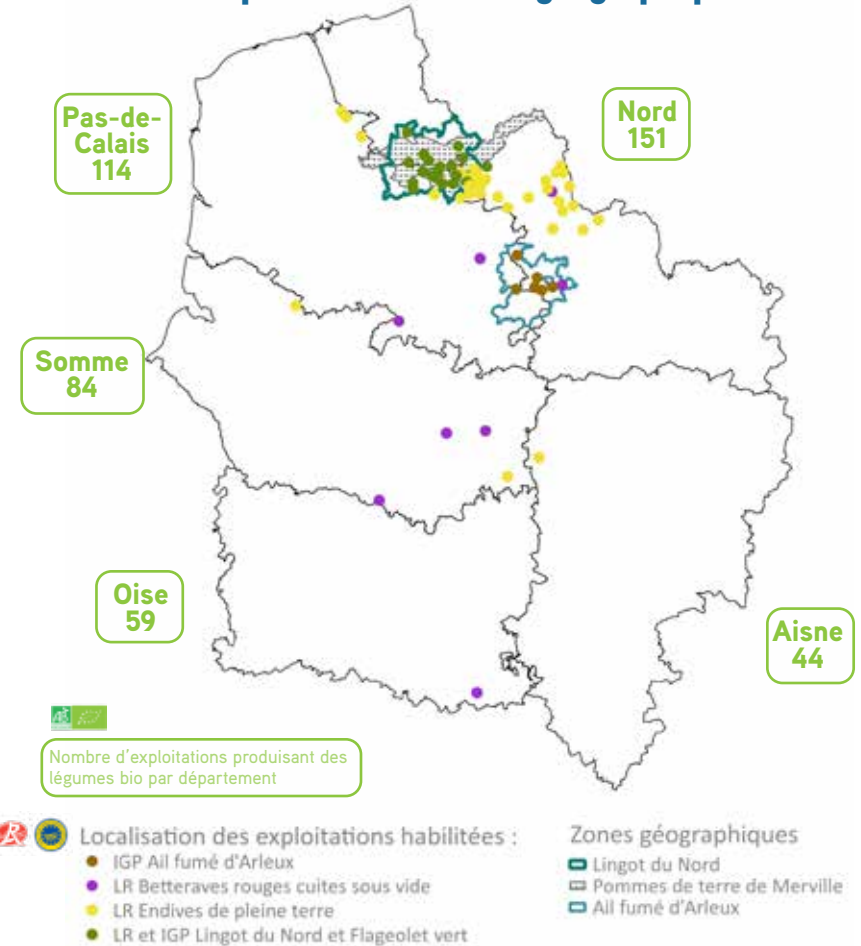 Pas-de-
Calais
114
Nord
151
Somme
84
Oise
59
Aisne
44
Nombre d'exploitations produisant des
légumes bio par département
Localisation des exploitations habilitées :
IGP Ail fumé d'Arleux
LR Betteraves rouges cuites sous vide
LR Endives de pleine terre
LR et IGP Lingot du Nord et Flageolet vert
Zones géographiques
Lingot du Nord
Pommes de terre de Merville
Ail fumé d'Arleux